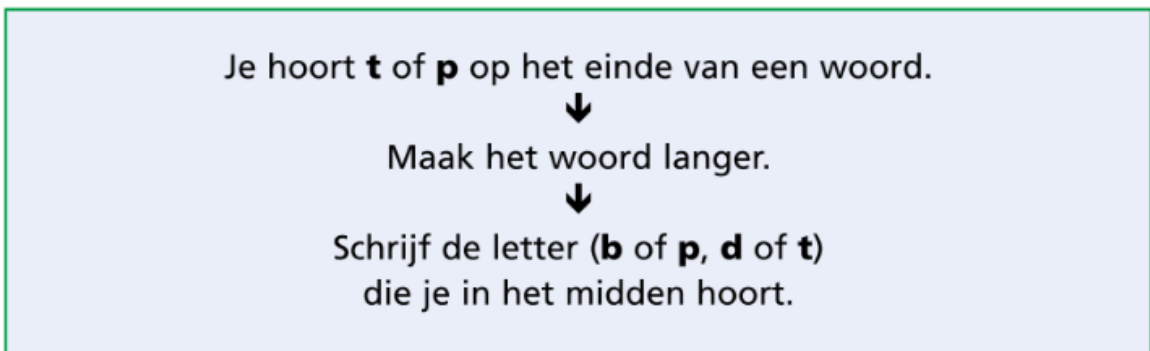 Je hoort t of p op het einde van een woord.
↓
Maak het woord langer.
↓
Schrijf de letter (b of p, d of t)
die je in het midden hoort.